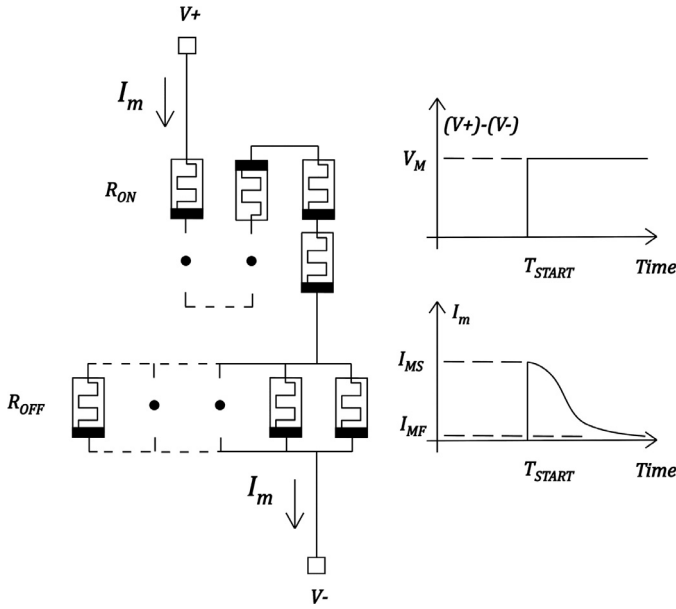 V+
I_m
R_ON
R_OFF
I_m
V-
(V+)-(V-)
V_M
T_START Time
I_m
I_MS
I_MF
T_START Time